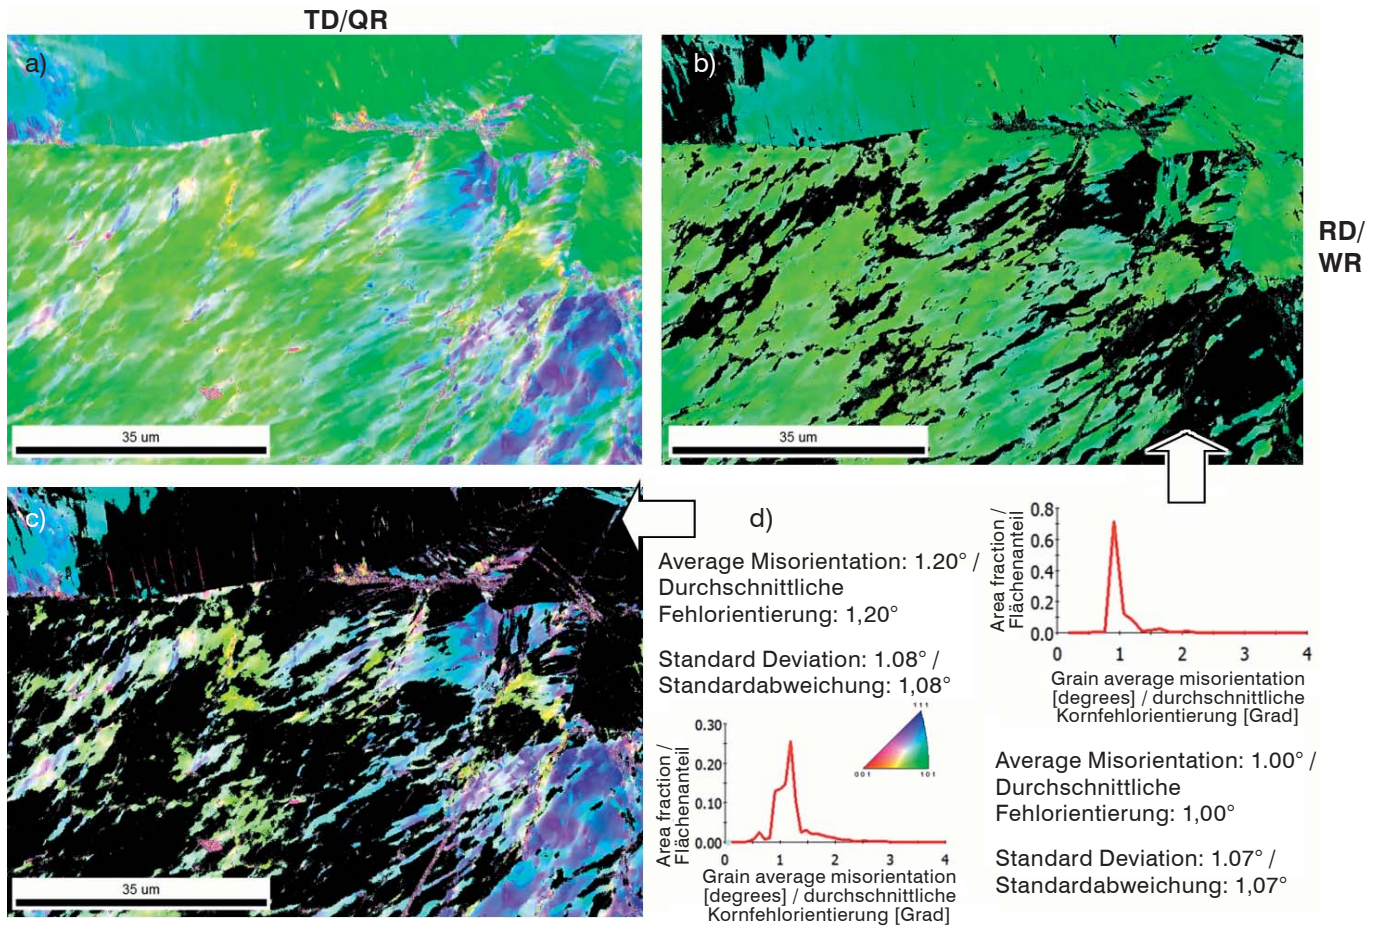 TD/QR
a)
b)
RD/
WR
35 um
35 um
c)
d)
Average Misorientation: 1.20° /
Durchschnittliche
Fehlorientierung: 1,20°
Standard Deviation: 1.08° /
Standardabweichung: 1,08°
Area fraction /
Flächenanteil
0.30
0.20
0.10
0.00
0
1
2
3
4
Grain average misorientation
[degrees] / durchschnittliche
Kornfehlorientierung [Grad]
111
001
101
Area fraction /
Flächenanteil
0.8
0.6
0.4
0.2
0.0
0
1
2
3
4
Grain average misorientation
[degrees] / durchschnittliche
Kornfehlorientierung [Grad]
Average Misorientation: 1.00° /
Durchschnittliche
Fehlorientierung: 1,00°
Standard Deviation: 1.07° /
Standardabweichung: 1,07°
35 um